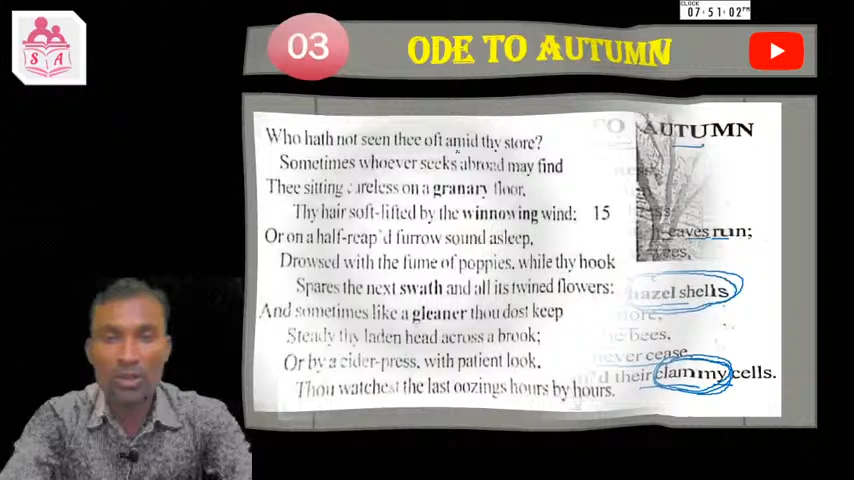 CLOCK
07:51:02 PM
S A
03
ODE TO AUTUMN
Who hath not seen thee oft amid thy store?
Sometimes whoever seeks abroad may find
Thee sitting careless on a granary floor,
Thy hair soft-lifted by the winnowing wind; 15
Or on a half-reap'd furrow sound asleep,
Drowsed with the fume of poppies, while thy hook
Spares the next swath and all its twined flowers:
And sometimes like a gleaner thou dost keep
Steady thy laden head across a brook;
Or by a cider-press, with patient look,
Thou watchest the last oozings hours by hours.
TO AUTUMN
eaves run;
hazel shells
bees,
never cease,
their clammy cells.